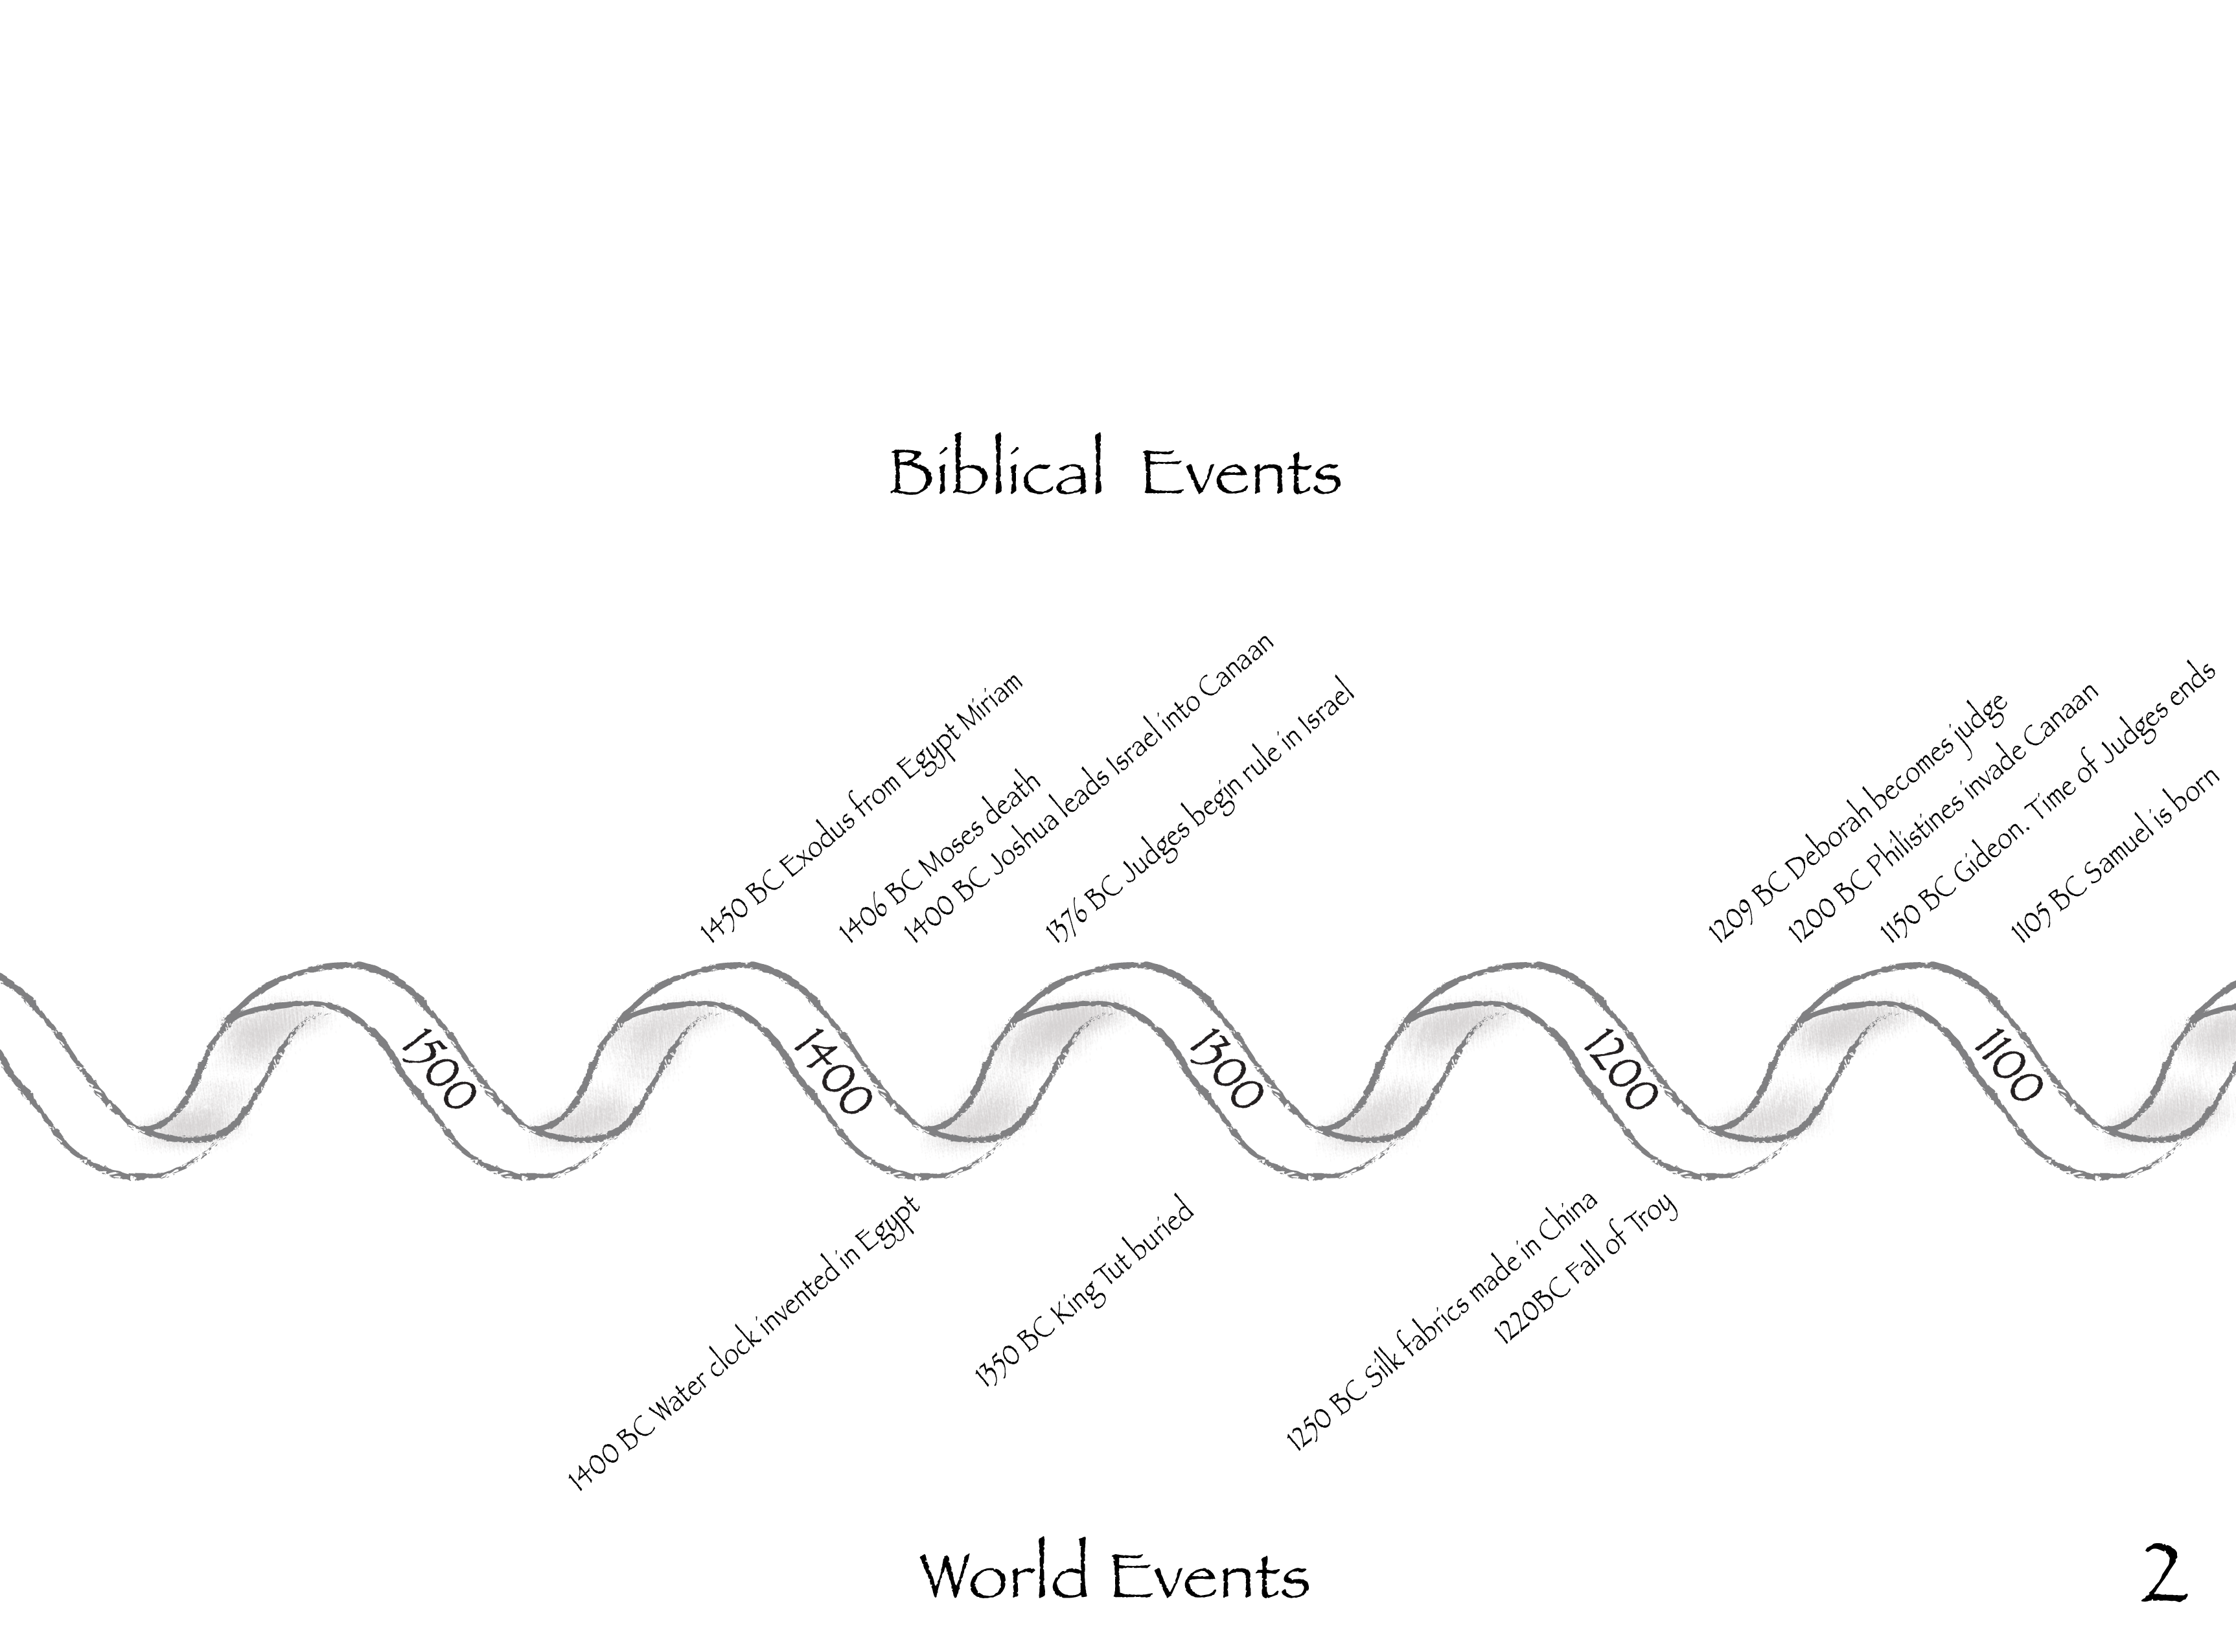 Biblical Events
1450 BC Exodus from Egypt Miriam
1406 BC Moses death
1400 BC Joshua leads Israel into Canaan
1376 BC Judges begin rule in Israel
1209 BC Deborah becomes judge
1200 BC Philistines invade Canaan
1150 BC Gideon. Time of Judges ends
1105 BC Samuel is born
1500
1400
1300
1200
1100
1400 BC Water clock invented in Egypt
1350 BC King Tut buried
1250 BC Silk fabrics made in China
1220BC Fall of Troy
World Events
2